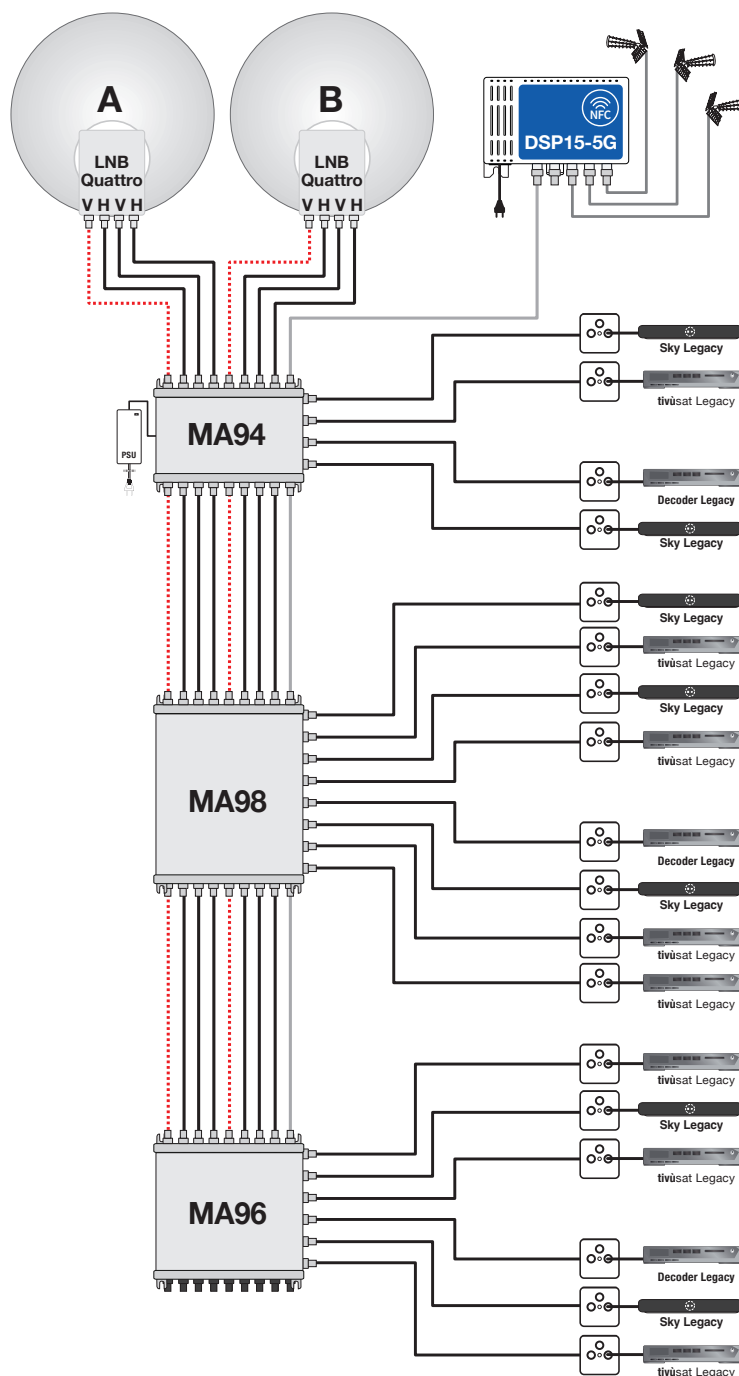 A
B
LNB
Quattro
V H V H
LNB
Quattro
V H V H
NFC
DSP15-5G
Sky Legacy
tivùsat Legacy
MA94
PSU
Decoder Legacy
Sky Legacy
Sky Legacy
tivùsat Legacy
Sky Legacy
tivùsat Legacy
MA98
Decoder Legacy
Sky Legacy
tivùsat Legacy
tivùsat Legacy
tivùsat Legacy
Sky Legacy
tivùsat Legacy
MA96
Decoder Legacy
Sky Legacy
tivùsat Legacy